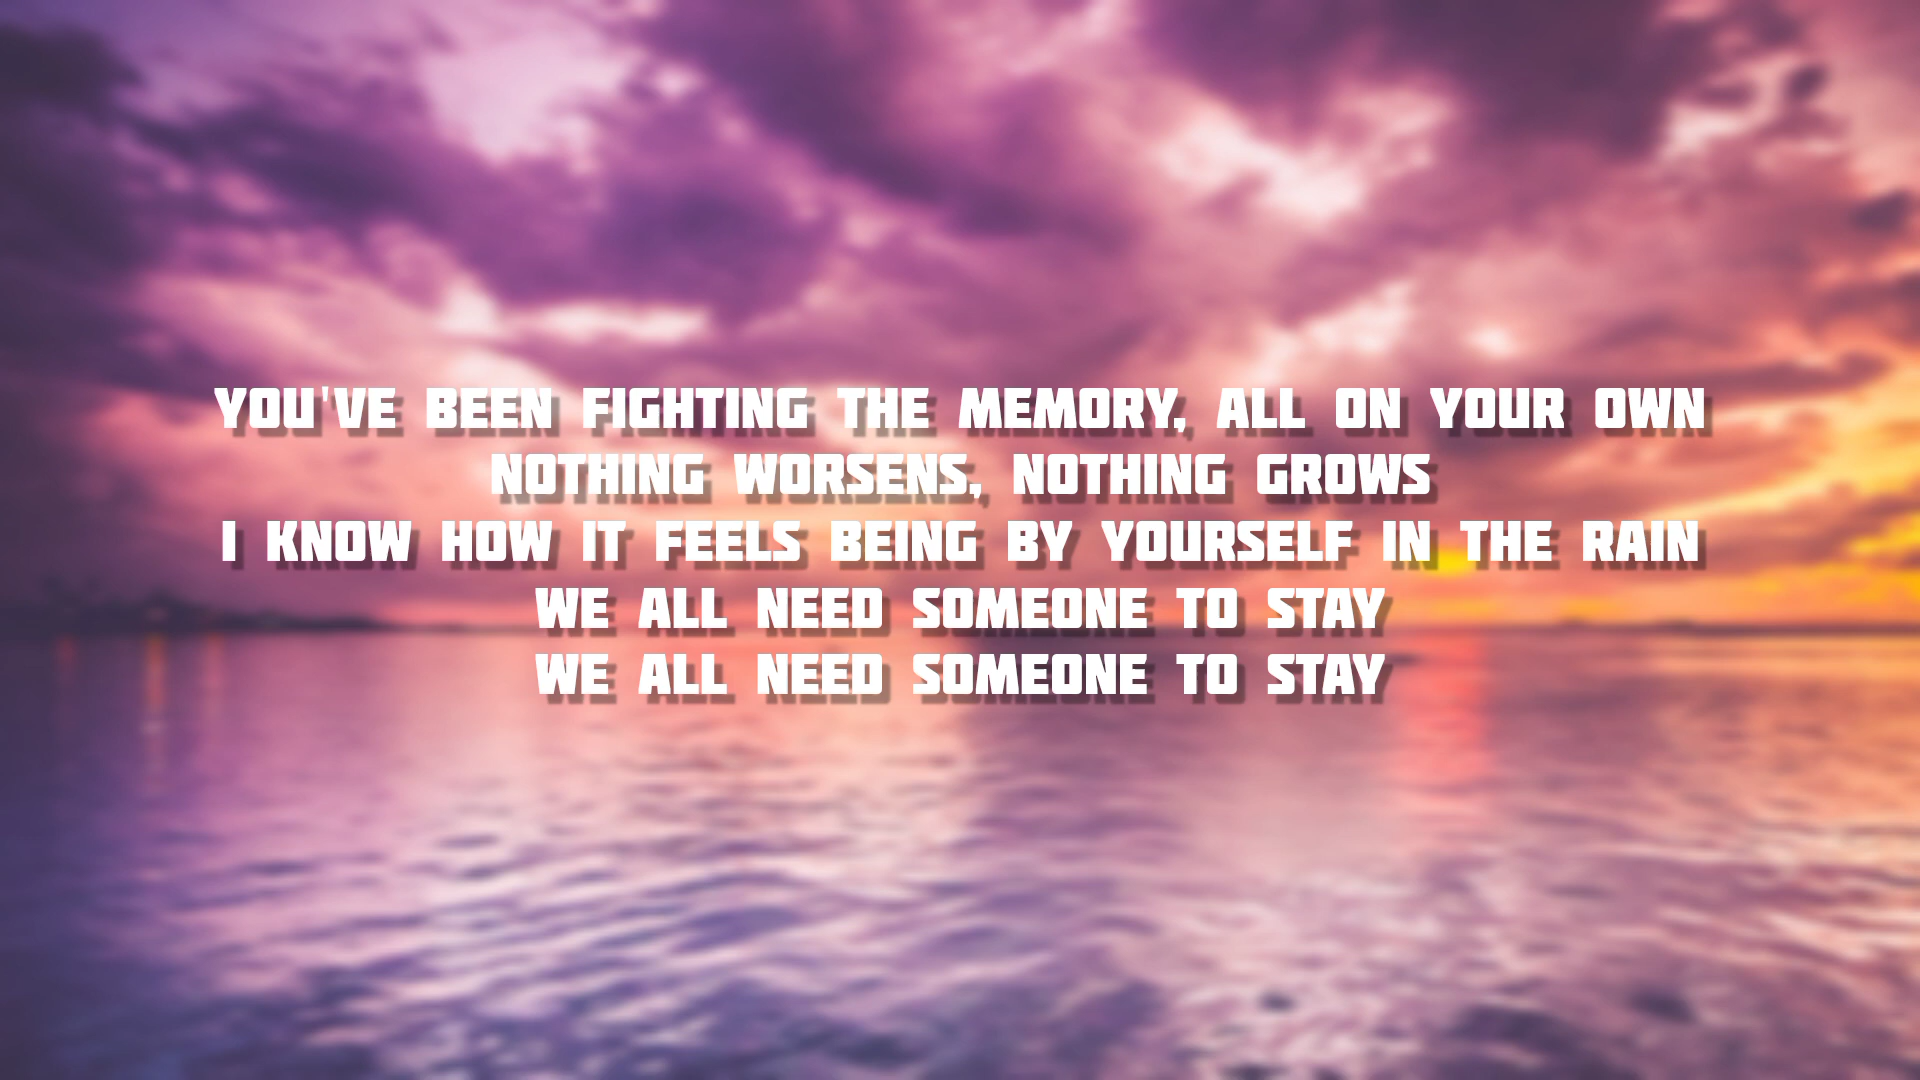 YOU'VE BEEN FIGHTING THE MEMORY, ALL ON YOUR OWN
NOTHING WORSENS, NOTHING GROWS
I KNOW HOW IT FEELS BEING BY YOURSELF IN THE RAIN
WE ALL NEED SOMEONE TO STAY
WE ALL NEED SOMEONE TO STAY